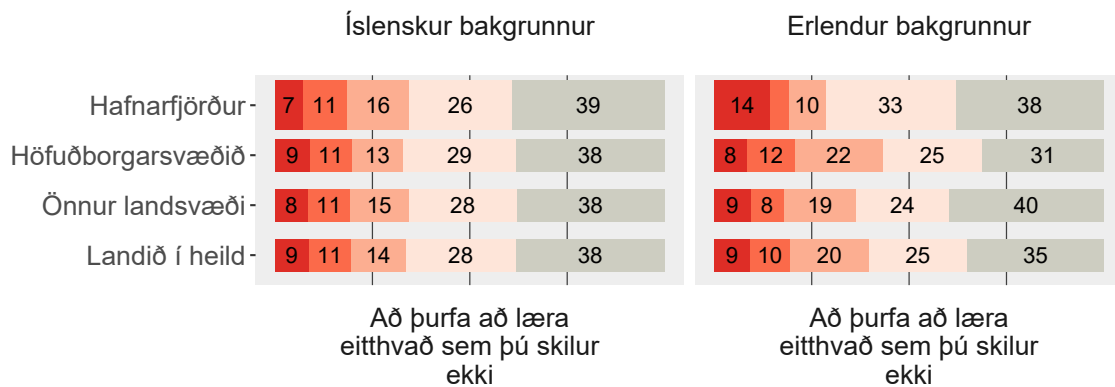 Íslenskur bakgrunnur Erlendur bakgrunnur
Hafnarfjörður 7 11 16 26 39 14 10 33 38
Höfuðborgarsvæðið 9 11 13 29 38 8 12 22 25 31
Önnur landsvæði 8 11 15 28 38 9 8 19 24 40
Landið í heild 9 11 14 28 38 9 10 20 25 35
Að þurfa að læra Að þurfa að læra
eitthvað sem þú skilur eitthvað sem þú skilur
ekki ekki